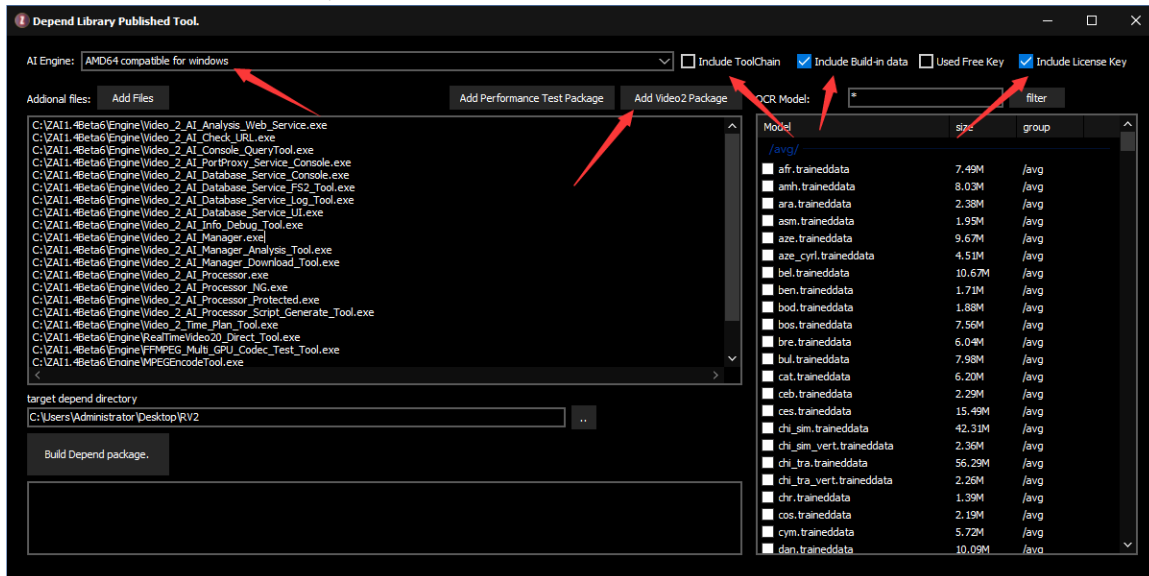 Depend Library Published Tool.
AI Engine: AMD64 compatible for windows Include ToolChain Include Build-in data Used Free Key Include License Key
Addional files: Add Files Add Performance Test Package Add Video2 Package OCR Model: * filter
C:\ZAI1.4Beta6\Engine\Video_2_AI_Analysis_Web_Service.exe
C:\ZAI1.4Beta6\Engine\Video_2_AI_Check_URL.exe
C:\ZAI1.4Beta6\Engine\Video_2_AI_Console_QueryTool.exe
C:\ZAI1.4Beta6\Engine\Video_2_AI_PortProxy_Service_Console.exe
C:\ZAI1.4Beta6\Engine\Video_2_AI_Database_Service_Console.exe
C:\ZAI1.4Beta6\Engine\Video_2_AI_Database_Service_FS2_Tool.exe
C:\ZAI1.4Beta6\Engine\Video_2_AI_Database_Service_Log_Tool.exe
C:\ZAI1.4Beta6\Engine\Video_2_AI_Database_Service_UI.exe
C:\ZAI1.4Beta6\Engine\Video_2_AI_Info_Debug_Tool.exe
C:\ZAI1.4Beta6\Engine\Video_2_AI_Manager.exe
C:\ZAI1.4Beta6\Engine\Video_2_AI_Manager_Analysis_Tool.exe
C:\ZAI1.4Beta6\Engine\Video_2_AI_Manager_Download_Tool.exe
C:\ZAI1.4Beta6\Engine\Video_2_AI_Processor.exe
C:\ZAI1.4Beta6\Engine\Video_2_AI_Processor_NG.exe
C:\ZAI1.4Beta6\Engine\Video_2_AI_Processor_Protected.exe
C:\ZAI1.4Beta6\Engine\Video_2_AI_Processor_Script_Generate_Tool.exe
C:\ZAI1.4Beta6\Engine\Video_2_Time_Plan_Tool.exe
C:\ZAI1.4Beta6\Engine\RealTimeVideo20_Direct_Tool.exe
C:\ZAI1.4Beta6\Engine\FFMPEG_Multi_GPU_Codec_Test_Tool.exe
C:\ZAI1.4Beta6\Engine\MPEGEncodeTool.exe
target depend directory
C:\Users\Administrator\Desktop\RV2 ..
Build Depend package.
Model size group
/avg/
afr.traineddata 7.49M /avg
amh.traineddata 8.03M /avg
ara.traineddata 2.38M /avg
asm.traineddata 1.95M /avg
aze.traineddata 9.67M /avg
aze_cyrl.traineddata 4.51M /avg
bel.traineddata 10.67M /avg
ben.traineddata 1.71M /avg
bod.traineddata 1.88M /avg
bos.traineddata 7.56M /avg
bre.traineddata 6.04M /avg
bul.traineddata 7.98M /avg
cat.traineddata 6.20M /avg
ceb.traineddata 2.29M /avg
ces.traineddata 15.49M /avg
chi_sim.traineddata 42.31M /avg
chi_sim_vert.traineddata 2.36M /avg
chi_tra.traineddata 56.29M /avg
chi_tra_vert.traineddata 2.26M /avg
chr.traineddata 1.39M /avg
cos.traineddata 2.19M /avg
cym.traineddata 5.72M /avg
dan.traineddata 10.09M /avg